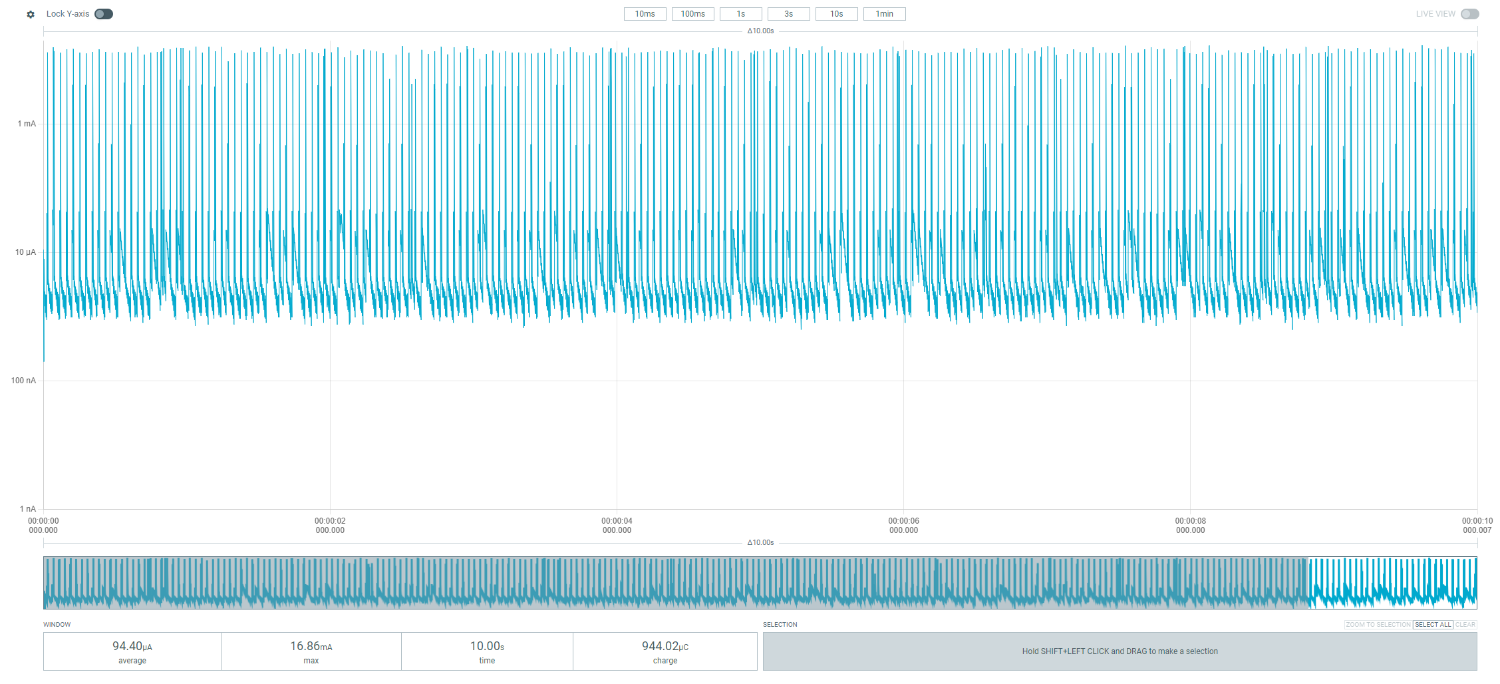 Lock Y-axis 10ms 100ms 1s 3s 10s 1min LIVE VIEW
Δ10.00s
1 mA
10 µA
100 nA
1 nA
00:00:00 00:00:02 00:00:04 00:00:06 00:00:08 00:00:10
000.000 000.000 000.000 000.000 000.000 000.007
Δ10.00s
WINDOW SELECTION ZOOM TO SELECTION SELECT ALL CLEAR
94.40µA 16.86mA 10.00s 944.02µC
average max time charge
Hold SHIFT+LEFT CLICK and DRAG to make a selection